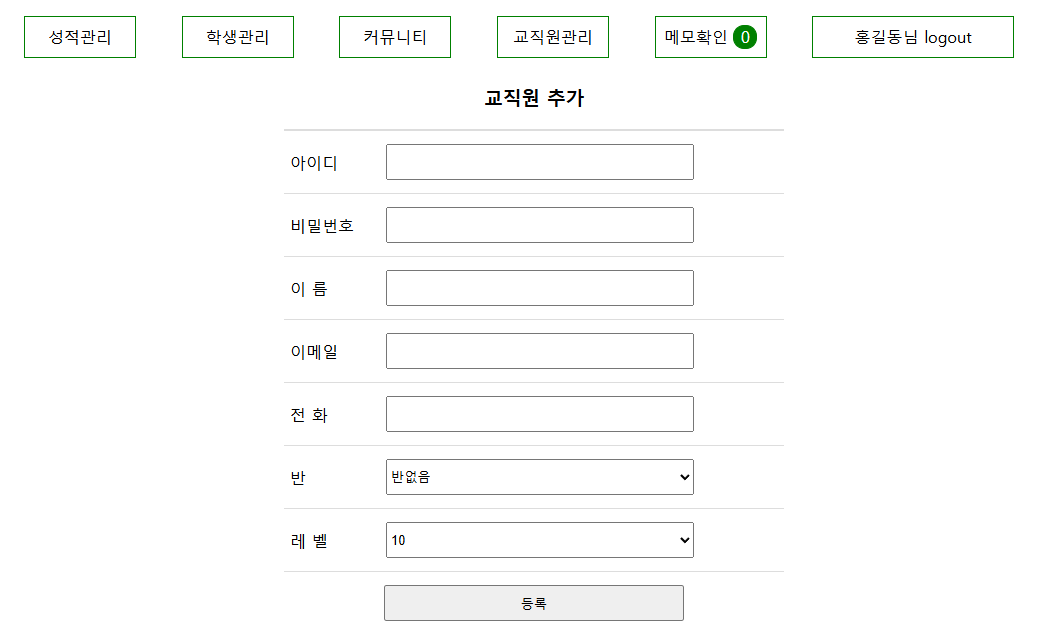 성적관리 학생관리 커뮤니티 교직원관리 메모확인 0 홍길동님 logout
교직원 추가
아이디
비밀번호
이 름
이메일
전 화
반 반없음
레 벨 10
등록